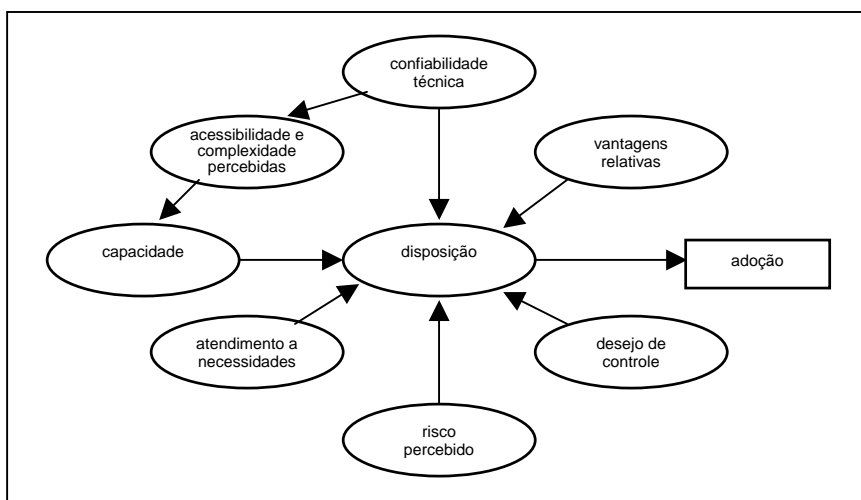 confiabilidade
técnica
acessibilidade e
complexidade
percebidas
vantagens
relativas
capacidade
disposição
adoção
atendimento a
necessidades
desejo de
controle
risco
percebido